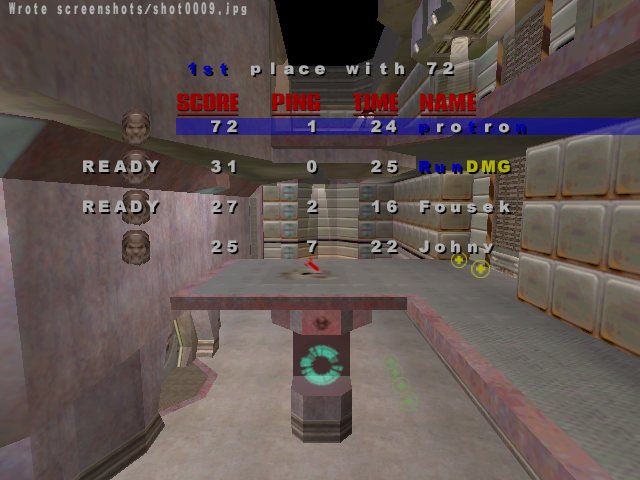 Wrote screenshots/shot0009.jpg
1st place with 72
SCORE PING TIME NAME
72 1 24 protron
READY 31 0 25 RunDMG
READY 27 2 16 Fousek
25 7 22 Johny